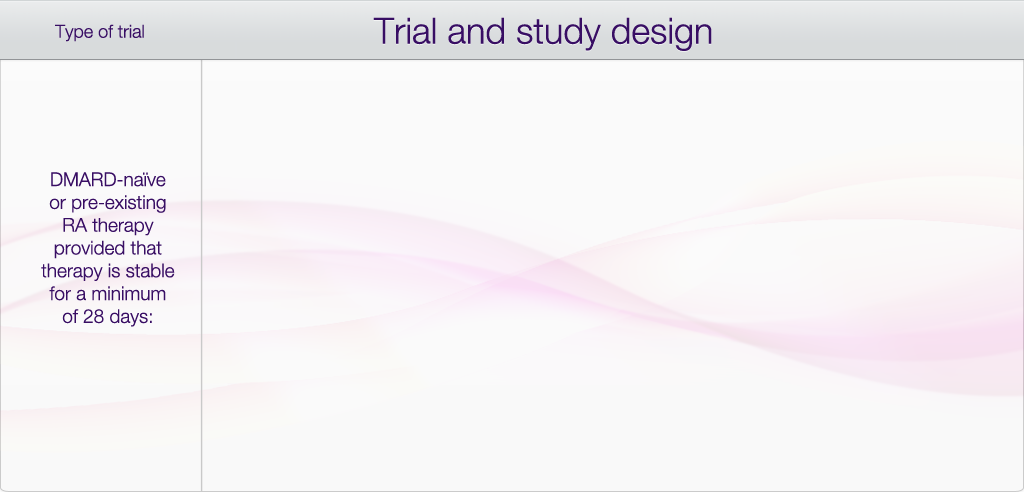 Type of trial
Trial and study design
DMARD-naïve
or pre-existing
RA therapy
provided that
therapy is stable
for a minimum
of 28 days: